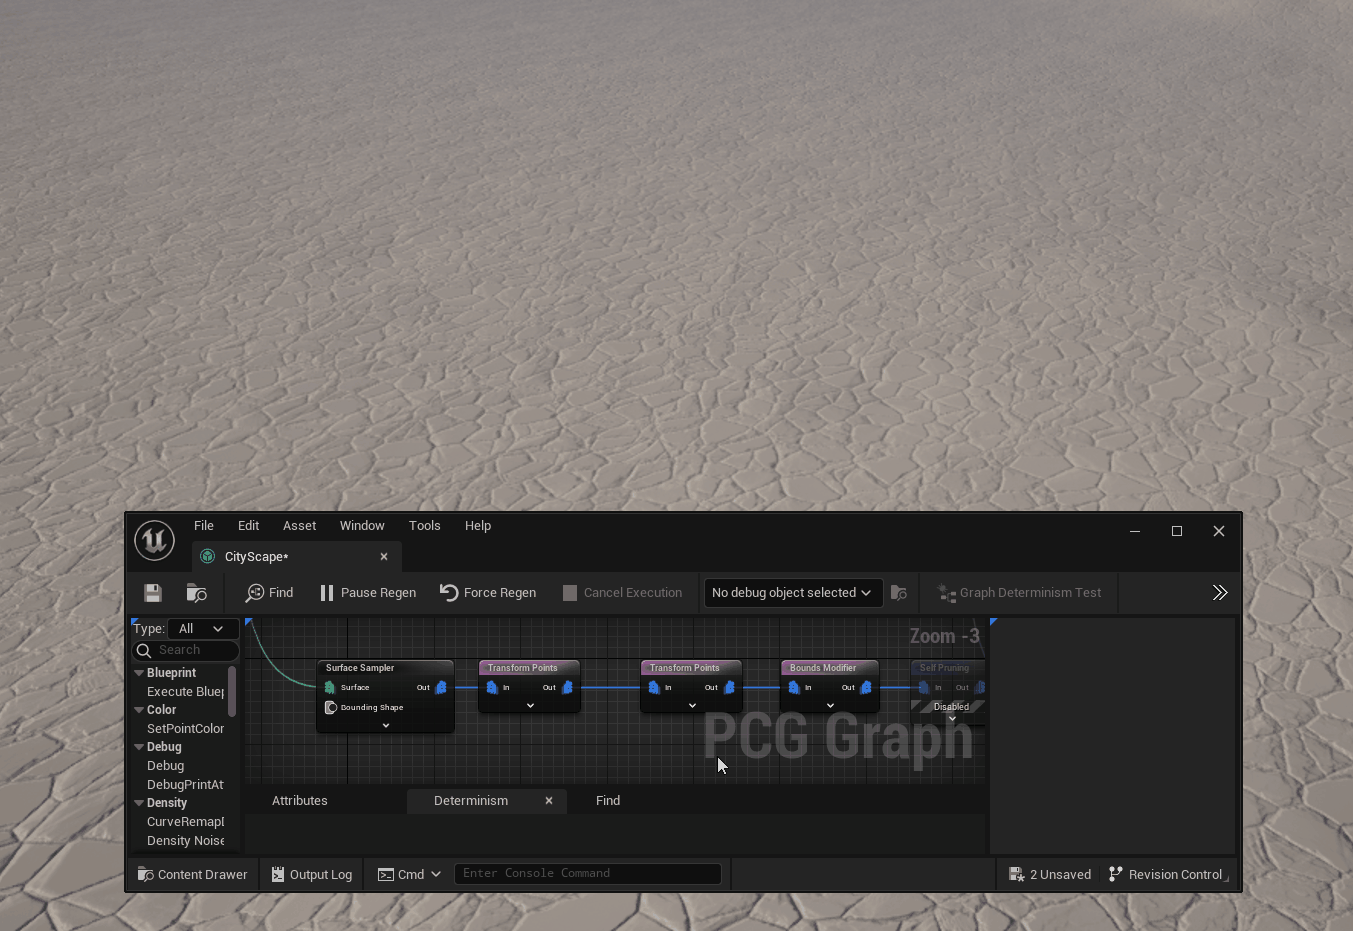 File Edit Asset Window Tools Help
CityScape*
Find Pause Regen Force Regen Cancel Execution No debug object selected Graph Determinism Test
Type: All
Search
Blueprint
Execute Bluep
Color
SetPointColor
Debug
Debug
DebugPrintAt
Density
CurveRemapD
Density Noise
Zoom -3
Surface Sampler
Surface Out
Bounding Shape
Transform Points
In Out
Transform Points
In Out
Bounds Modifier
In Out
Self Pruning
In Out
Disabled
PCG Graph
Attributes Determinism Find
Content Drawer Output Log Cmd Enter Console Command 2 Unsaved Revision Control